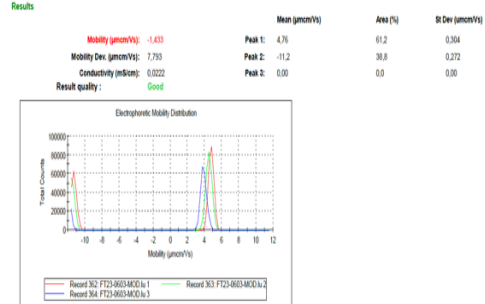 Results
Mean (µmcm/Vs) Area (%) St Dev (umcm/Vs)
Mobility (µmcm/Vs): -1,433 Peak 1: 4,76 61,2 0,304
Mobility Dev. (µmcm/Vs): 7,793 Peak 2: -11,2 38,8 0,272
Conductivity (mS/cm): 0,0222 Peak 3: 0,00 0,0 0,00
Result quality : Good
Electrophoretic Mobility Distribution
100000
80000
60000
40000
20000
0
Total Counts
-10 -8 -6 -4 -2 0 2 4 6 8 10 12
Mobility (µmcm/Vs)
Record 362: FT23-0603-MOD.lu 1 Record 363: FT23-0603-MOD.lu 2
Record 364: FT23-0603-MOD.lu 3